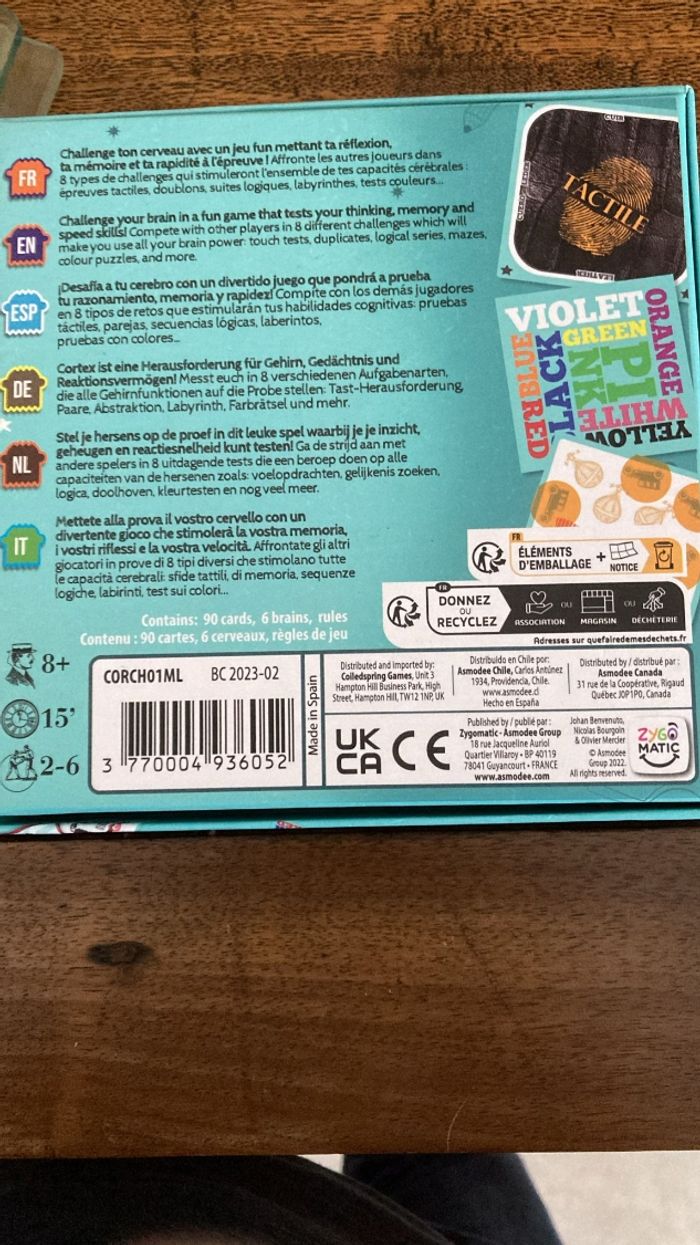 FR
Challenge ton cerveau avec un jeu fun mettant ta réflexion,
ta mémoire et ta rapidité à l'épreuve ! Affronte les autres joueurs dans
8 types de challenges qui stimuleront l'ensemble de tes capacités cérébrales :
épreuves tactiles, doublons, suites logiques, labyrinthes, tests couleurs...
EN
Challenge your brain in a fun game that tests your thinking, memory and
speed skills! Compete with other players in 8 different challenges which will
make you use all your brain power: touch tests, duplicates, logical series, mazes,
colour puzzles, and more.
ESP
¡Desafía a tu cerebro con un divertido juego que pondrá a prueba
tu razonamiento, memoria y rapidez! Compite con los demás jugadores
en 8 tipos de retos que estimularán tus habilidades cognitivas: pruebas
táctiles, parejas, secuencias lógicas, laberintos,
pruebas con colores...
DE
Cortex ist eine Herausforderung für Gehirn, Gedächtnis und
Reaktionsvermögen! Messt euch in 8 verschiedenen Aufgabenarten,
die alle Gehirnfunktionen auf die Probe stellen: Tast-Herausforderung,
Paare, Abstraktion, Labyrinth, Farbrätsel und mehr.
NL
Stel je hersens op de proef in dit leuke spel waarbij je je inzicht,
geheugen en reactiesnelheid kunt testen! Ga de strijd aan met
andere spelers in 8 uitdagende tests die een beroep doen op alle
capaciteiten van de hersenen zoals: voelopdrachten, gelijkenis zoeken,
logica, doolhoven, kleurtesten en nog veel meer.
IT
Mettete alla prova il vostro cervello con un
divertente gioco che stimolerà la vostra memoria,
i vostri riflessi e la vostra velocità. Affrontate gli altri
giocatori in prove di 8 tipi diversi che stimolano tutte
le capacità cerebrali: sfide tattili, di memoria, sequenze
logiche, labirinti, test sui colori...
CUIR
TACTILE
VIOLET
GREEN
RED
BLUE
BLACK
PINK
WHITE
ORANGE
YELLOW
FR
ÉLÉMENTS
D'EMBALLAGE
+
NOTICE
FR
DONNEZ
OU
RECYCLEZ
ASSOCIATION
OU
MAGASIN
OU
DÉCHÈTERIE
Adresses sur quefairedemesdechets.fr
Contains: 90 cards, 6 brains, rules
Contenu : 90 cartes, 6 cerveaux, règles de jeu
8+
15'
2-6
CORCH01ML BC 2023-02
3 770004 936052
Made in Spain
Distributed and imported by:
Coiledspring Games, Unit 3
Hampton Hill Business Park, High
Street, Hampton Hill, TW12 1NP, UK
Distribuido en Chile por:
Asmodee Chile, Carlos Antúnez
1934, Providencia, Chile.
www.asmodee.cl
Hecho en España
Distributed by / distribué par :
Asmodee Canada
31 rue de la Coopérative, Rigaud
Québec J0P1P0, Canada
UK
CA
CE
Published by / publié par :
Zygomatic - Asmodee Group
18 rue Jacqueline Auriol
Quartier Villaroy - BP 40119
78041 Guyancourt - FRANCE
www.asmodee.com
Johan Benvenuto,
Nicolas Bourgoin
& Olivier Mercier
© Asmodee
Group 2022.
All rights reserved.
ZYGO
MATIC